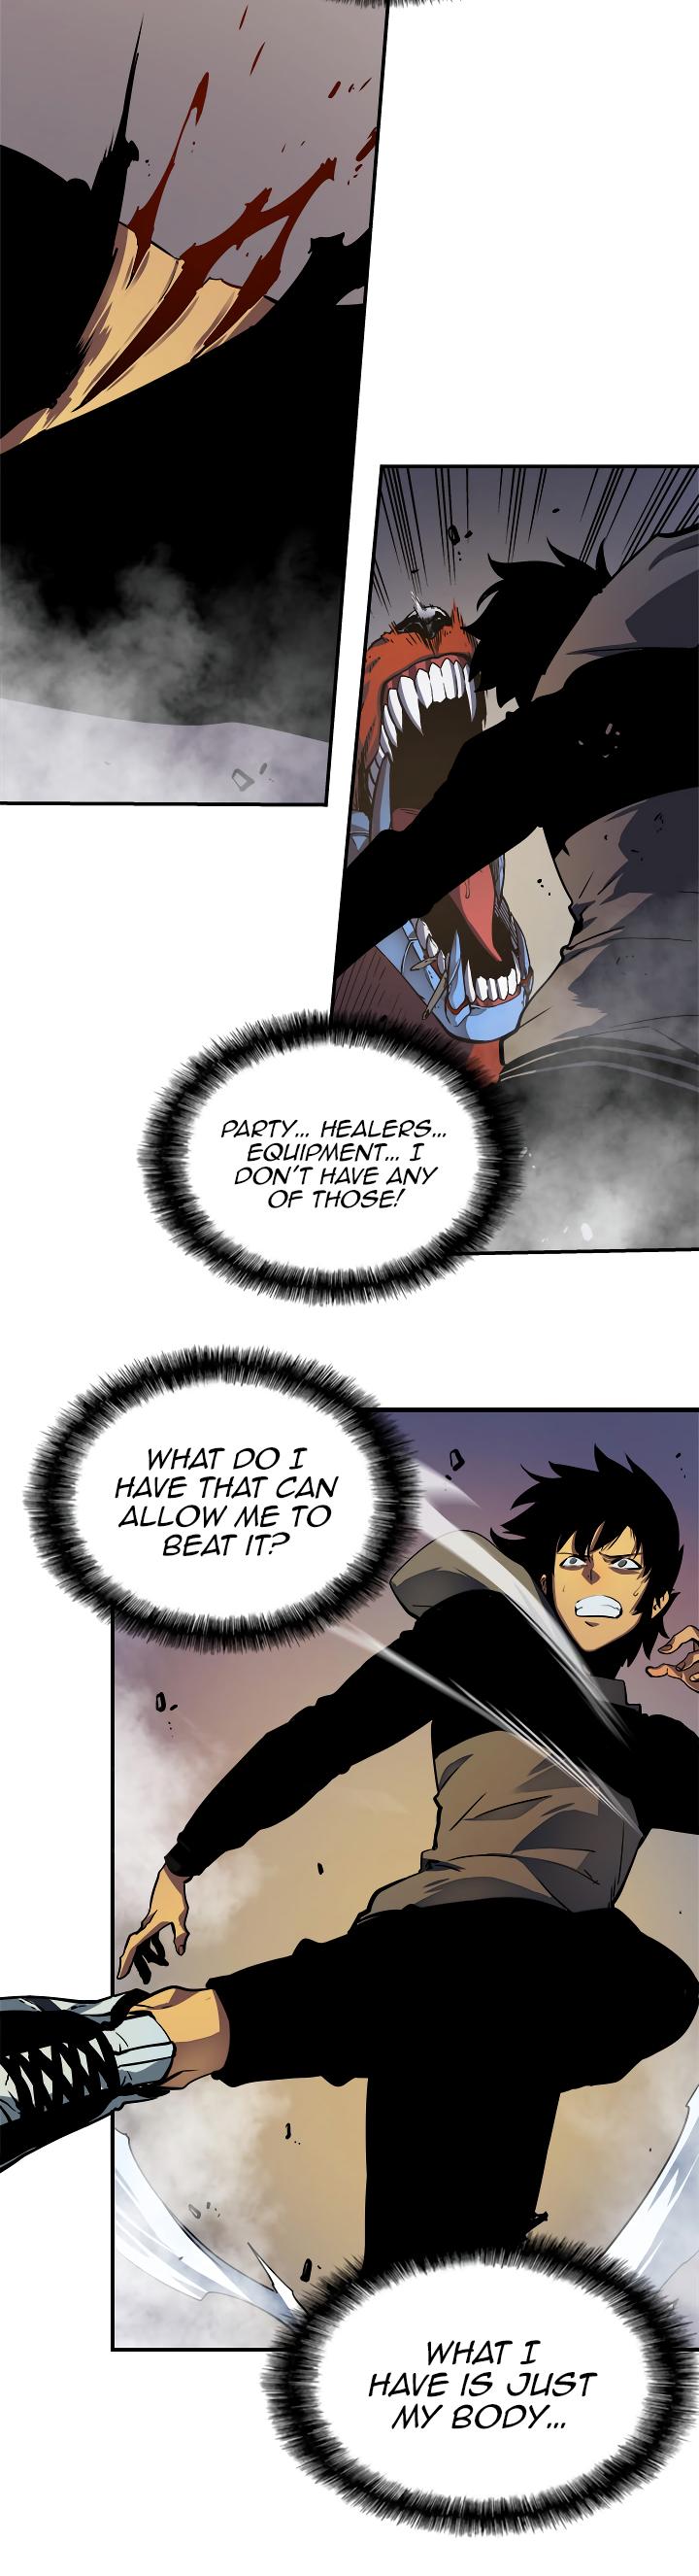 PARTY... HEALERS...
EQUIPMENT... I
DON'T HAVE ANY
OF THOSE!
WHAT DO I
HAVE THAT CAN
ALLOW ME TO
BEAT IT?
WHAT I
HAVE IS JUST
MY BODY...